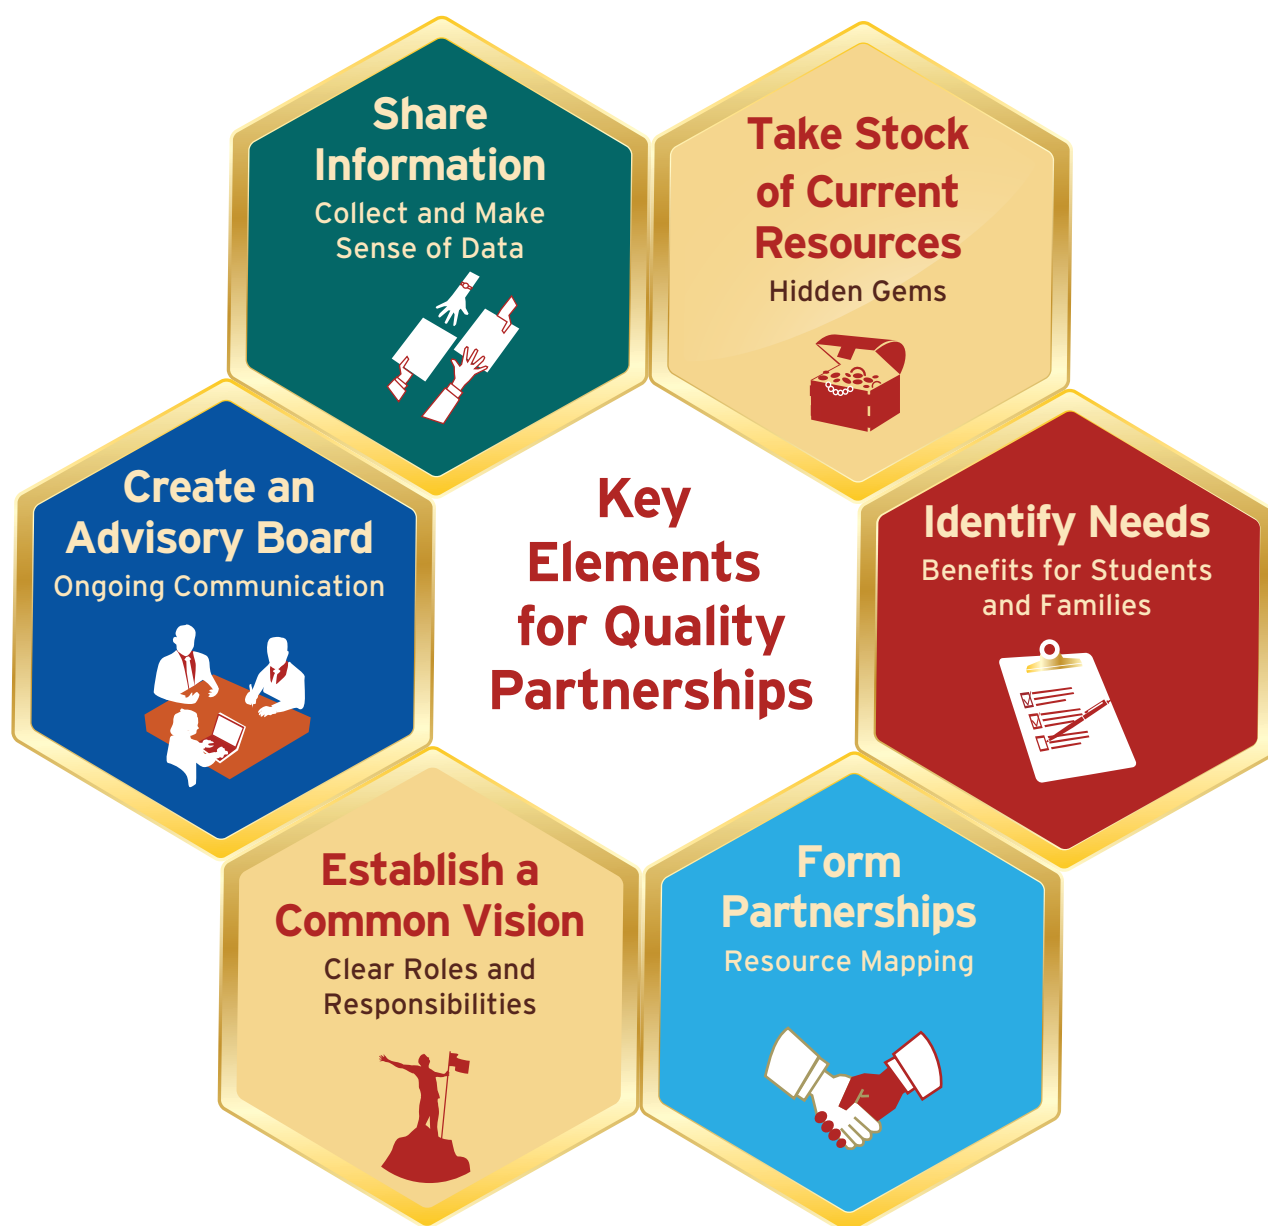 Share
Information
Collect and Make
Sense of Data
Take Stock
of Current
Resources
Hidden Gems
Create an
Advisory Board
Ongoing Communication
Key
Elements
for Quality
Partnerships
Identify Needs
Benefits for Students
and Families
Establish a
Common Vision
Clear Roles and
Responsibilities
Form
Partnerships
Resource Mapping